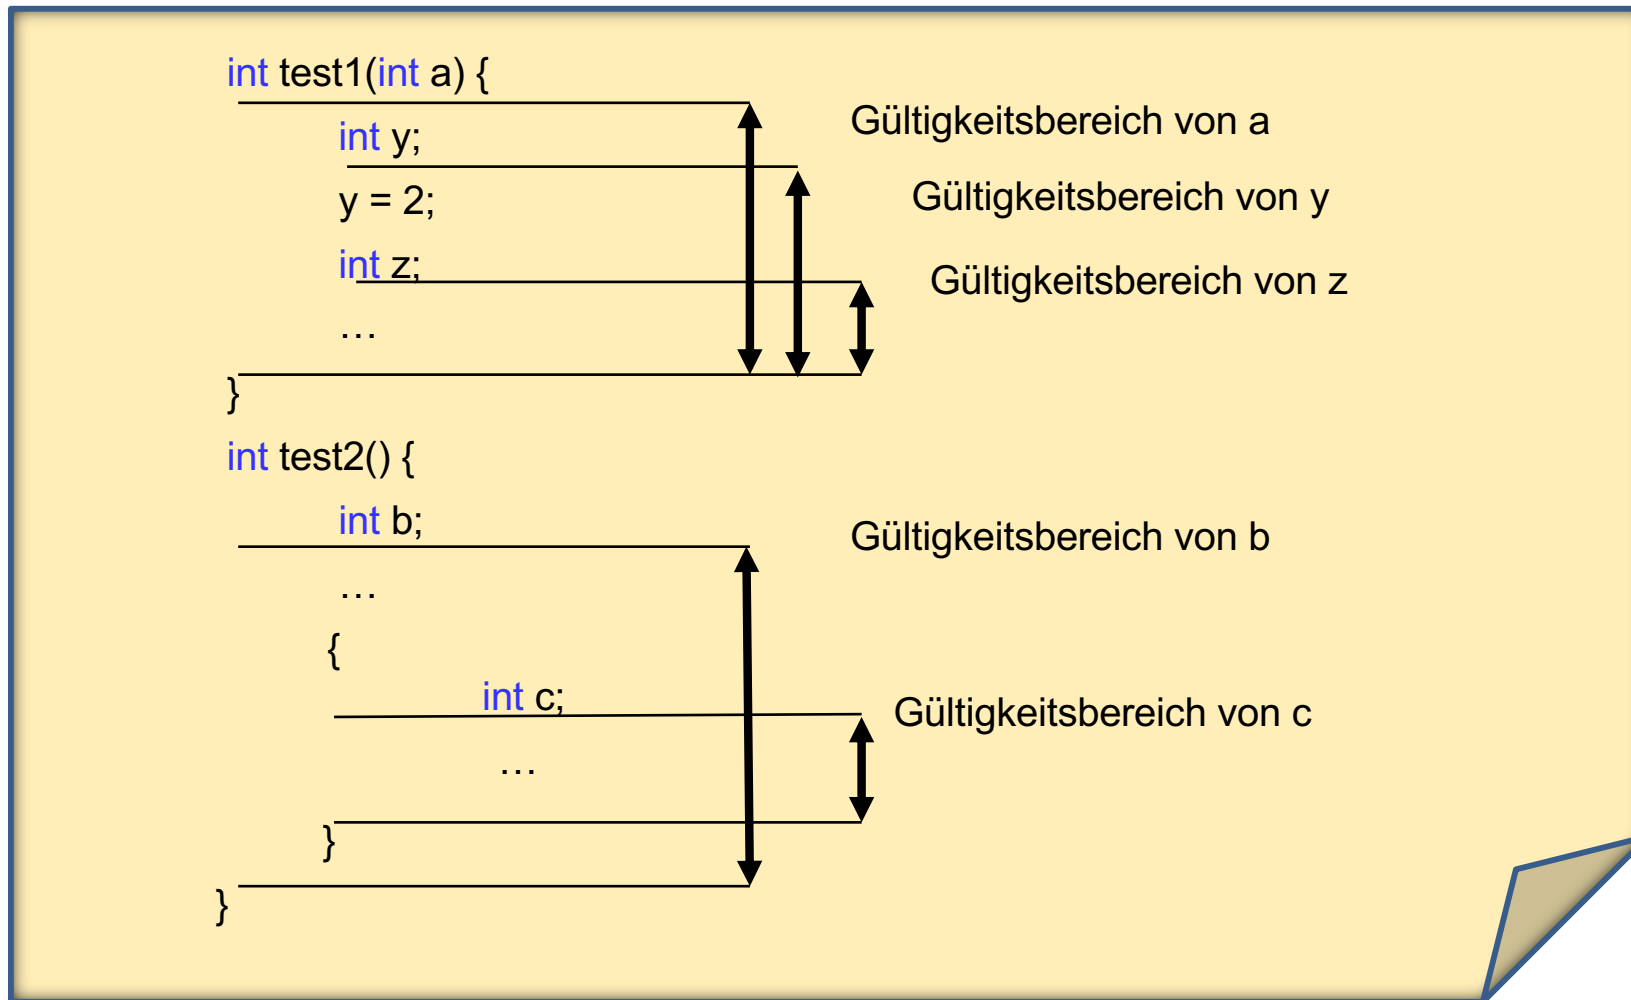 int test1(int a) {
Gültigkeitsbereich von a
int y;
Gültigkeitsbereich von y
y = 2;
int z;
Gültigkeitsbereich von z
…
}
int test2() {
int b;
Gültigkeitsbereich von b
…
{
int c;
Gültigkeitsbereich von c
…
}
}